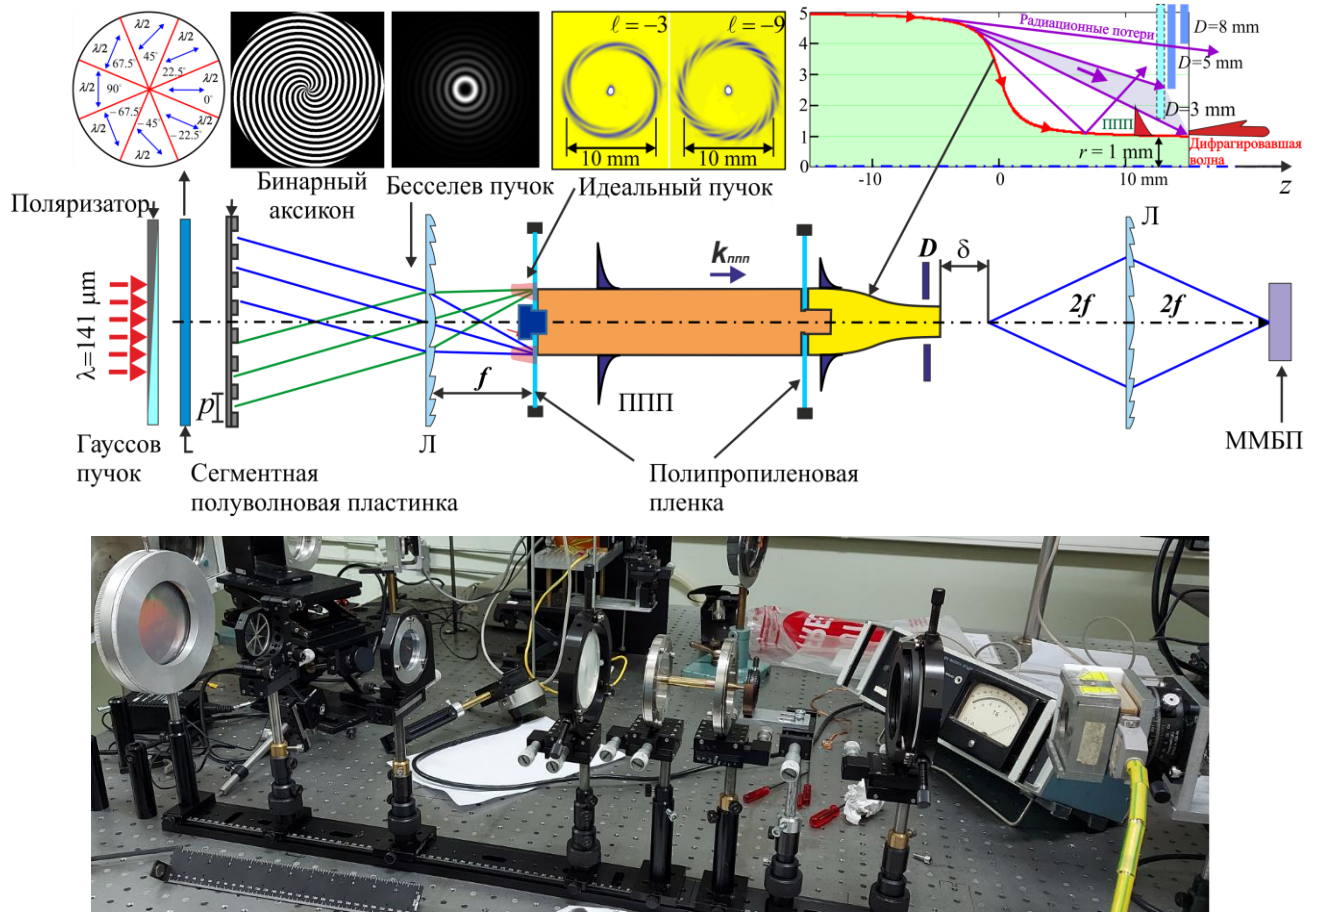 λ/2
λ/2
λ/2
λ/2
λ/2
λ/2
λ/2
λ/2
67.5°
45°
22.5°
90°
0°
−67.5°
−45°
−22.5°
ℓ = −3
ℓ = −9
10 mm
10 mm
5
4
3
2
1
0
-10
0
10 mm
z
Радиационные потери
D=8 mm
D=5 mm
D=3 mm
ППП
r = 1 mm
Дифрагировавшая
волна
Поляризатор
Бинарный
аксикон
Бесселев пучок
Идеальный пучок
λ=141 μm
p
f
kппп
D
δ
2f
2f
Л
Л
ППП
ММБП
Гауссов
пучок
Сегментная
полуволновая пластинка
Полипропиленовая
пленка